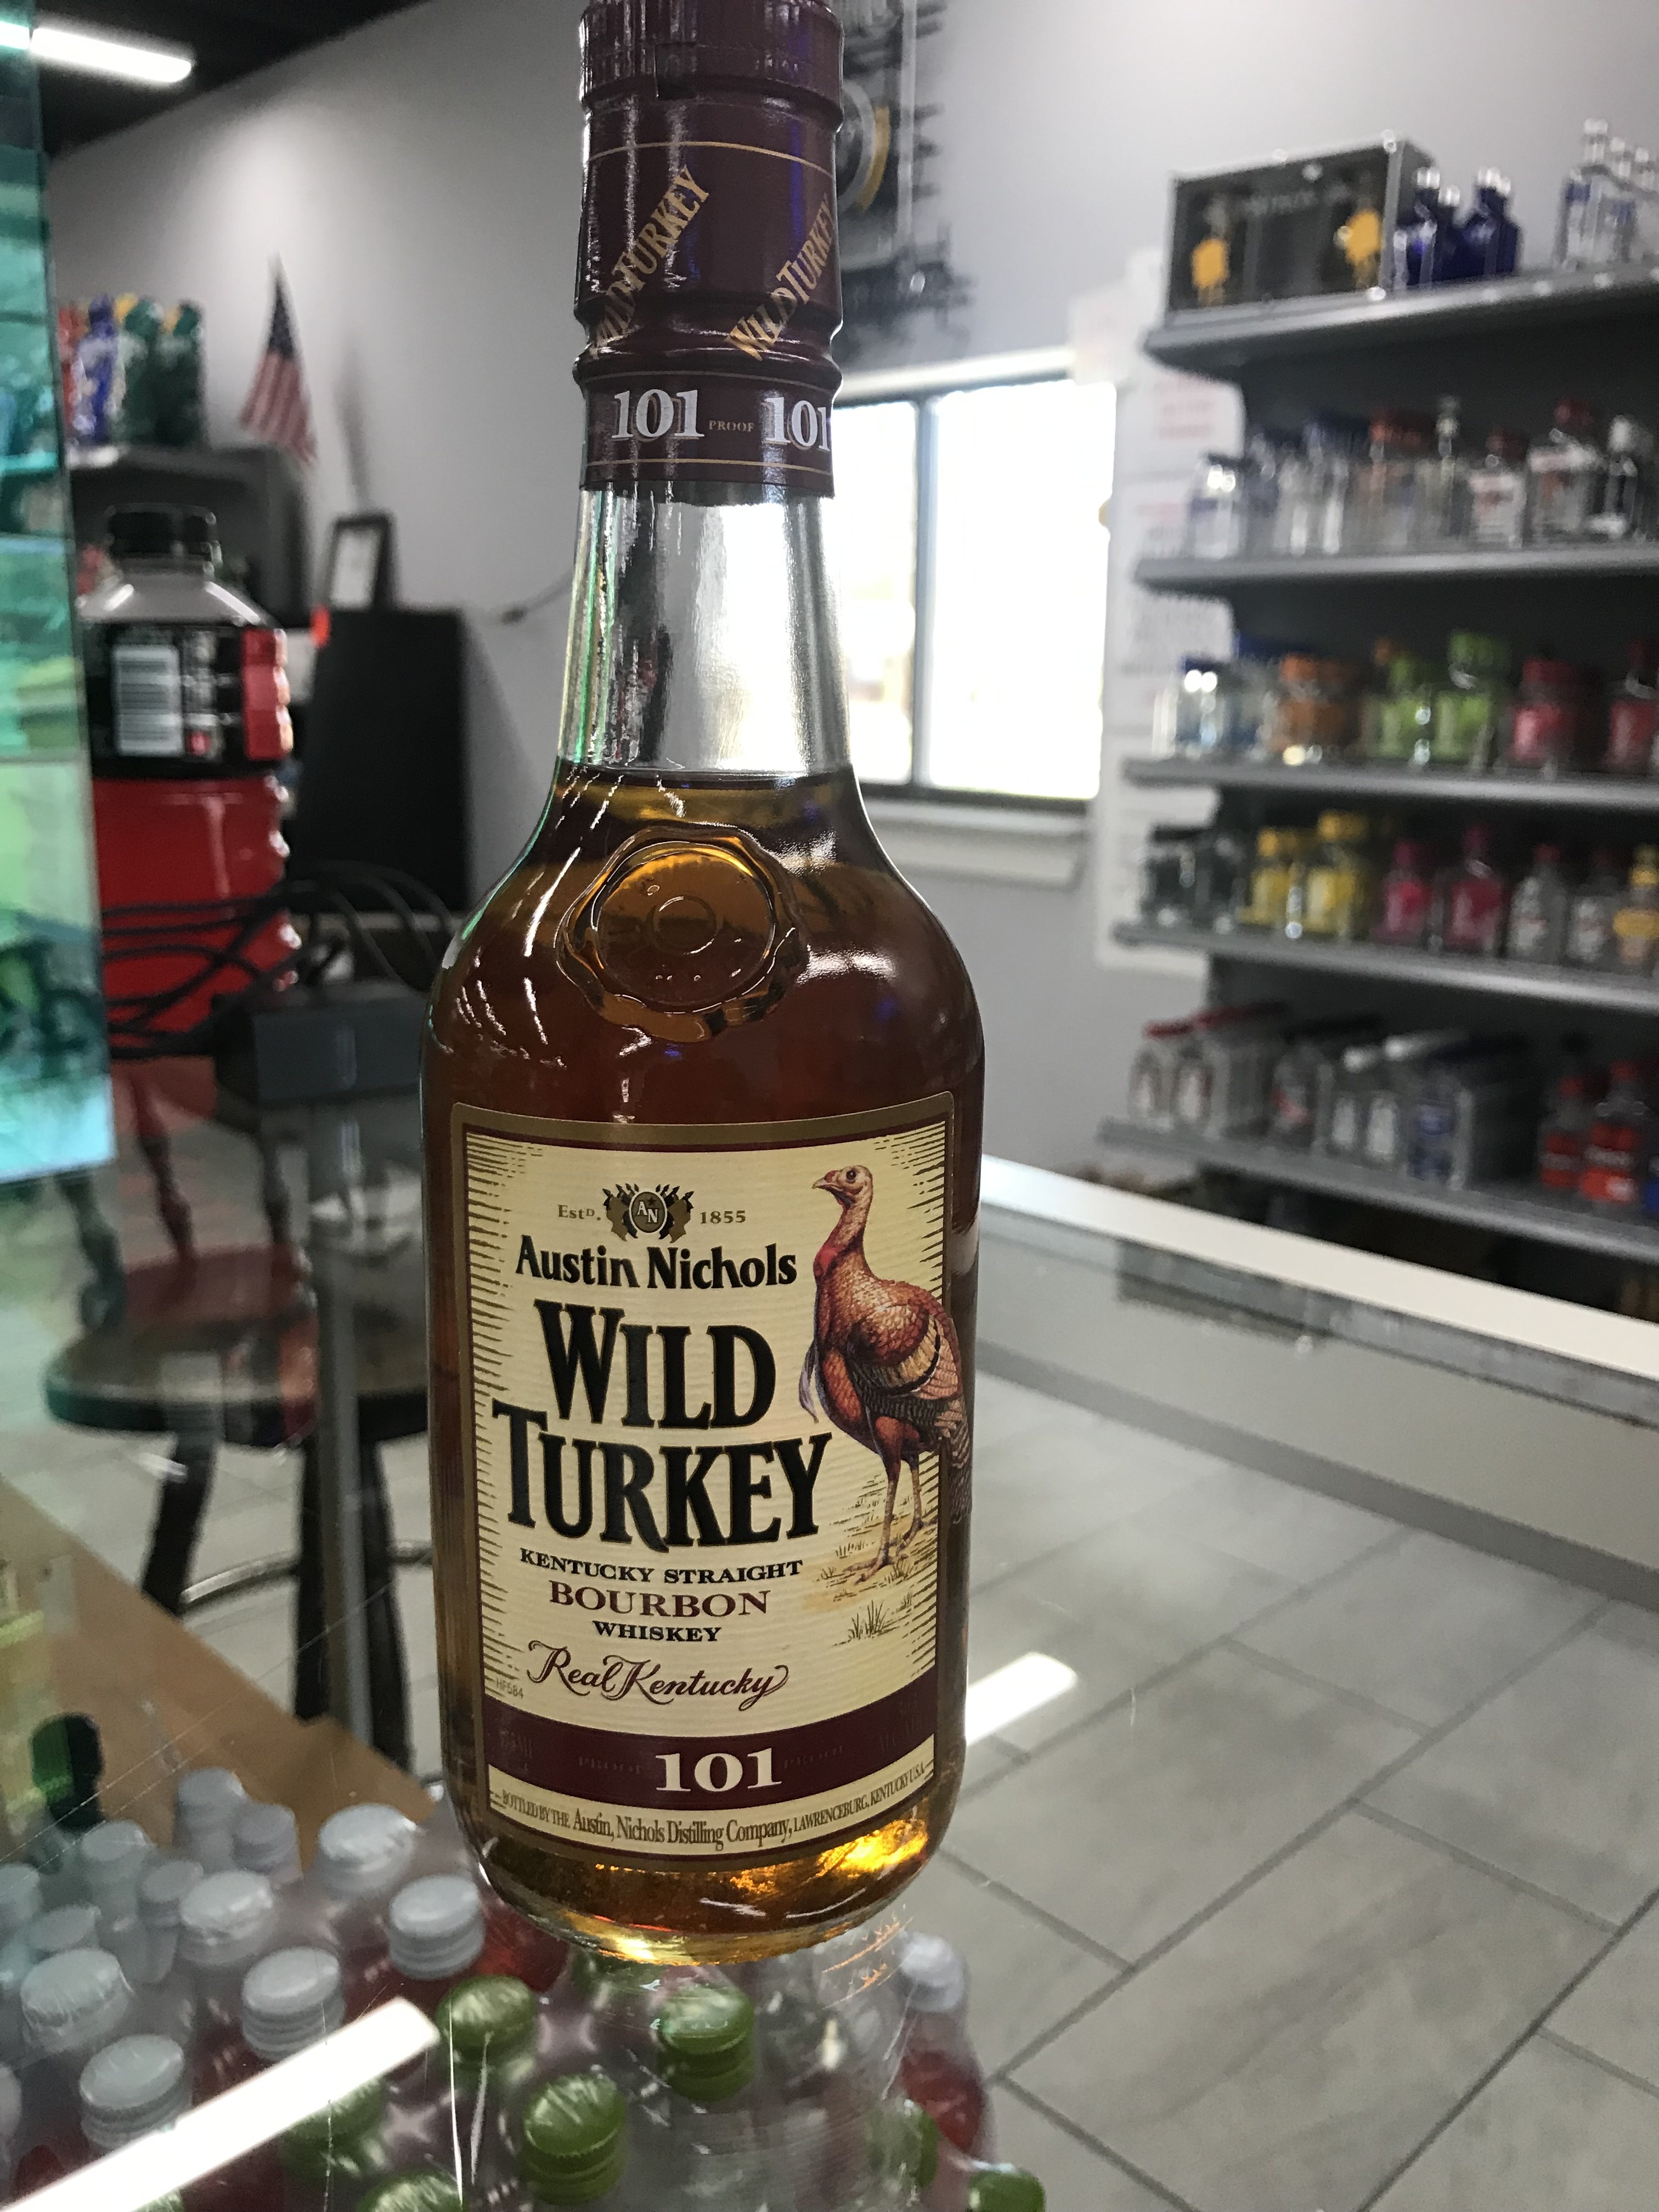 WILD TURKEY
WILD TURKEY
101 PROOF 101
Estᴰ. AN 1855
Austin Nichols
WILD
TURKEY
KENTUCKY STRAIGHT
BOURBON
WHISKEY
Real Kentucky
HF584
PROOF 101 PROOF
BOTTLED BY THE Austin, Nichols Distilling Company, LAWRENCEBURG, KENTUCKY U.S.A.